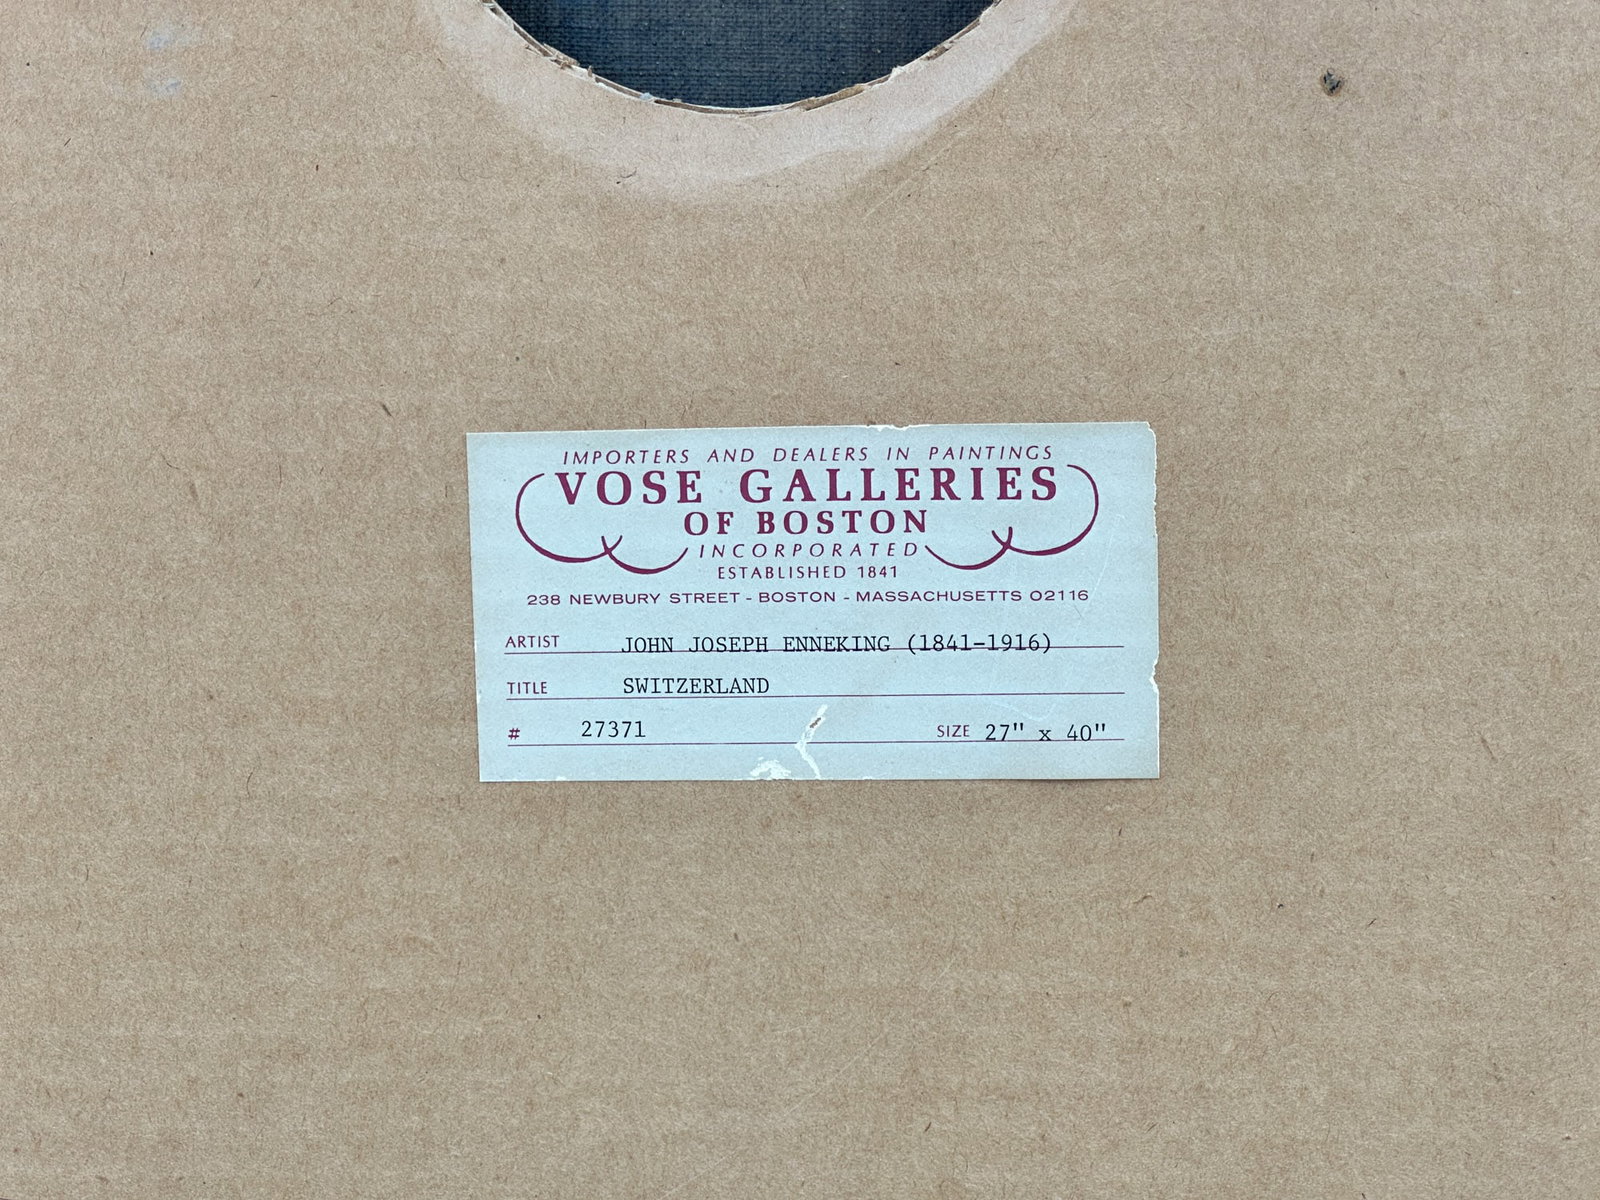 IMPORTERS AND DEALERS IN PAINTINGS
VOSE GALLERIES
OF BOSTON
INCORPORATED
ESTABLISHED 1841
238 NEWBURY STREET - BOSTON - MASSACHUSETTS 02116
ARTIST JOHN JOSEPH ENNEKING (1841-1916)
TITLE SWITZERLAND
# 27371 SIZE 27" x 40"